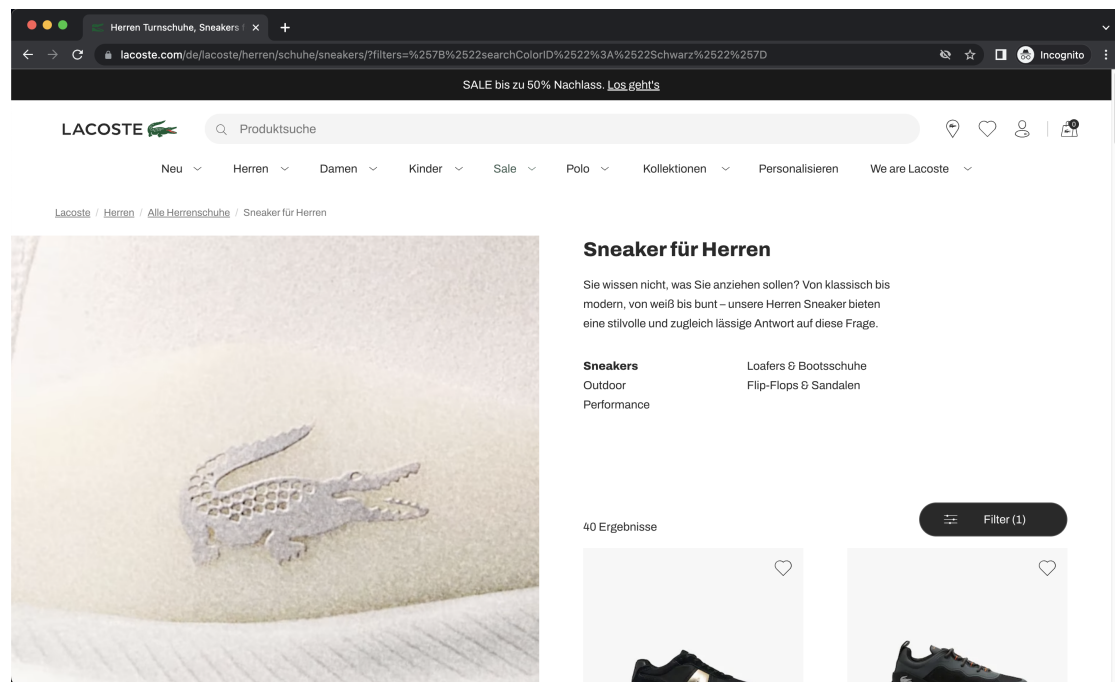 Herren Turnschuhe, Sneakers f
lacoste.com/de/lacoste/herren/schuhe/sneakers/?filters=%257B%2522searchColorID%2522%3A%2522Schwarz%2522%257D
Incognito
SALE bis zu 50% Nachlass. Los geht's
LACOSTE
Produktsuche
0
Neu
Herren
Damen
Kinder
Sale
Polo
Kollektionen
Personalisieren
We are Lacoste
Lacoste / Herren / Alle Herrenschuhe / Sneaker für Herren
Sneaker für Herren
Sie wissen nicht, was Sie anziehen sollen? Von klassisch bis
modern, von weiß bis bunt – unsere Herren Sneaker bieten
eine stilvolle und zugleich lässige Antwort auf diese Frage.
Sneakers
Outdoor
Performance
Loafers & Bootsschuhe
Flip-Flops & Sandalen
40 Ergebnisse
Filter (1)